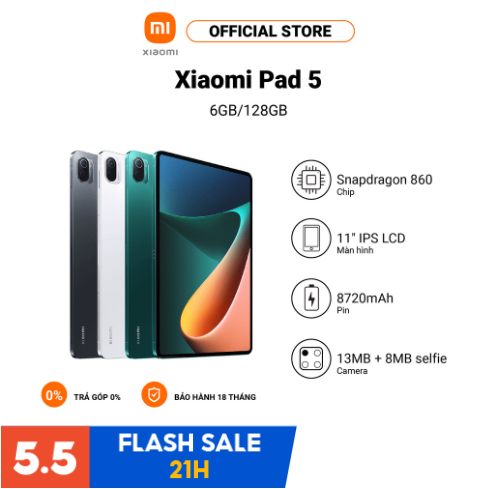 xiaomi
OFFICIAL STORE
Xiaomi Pad 5
6GB/128GB
Snapdragon 860
Chip
11" IPS LCD
Màn hình
8720mAh
Pin
13MB + 8MB selfie
Camera
0% TRẢ GÓP 0%
BẢO HÀNH 18 THÁNG
5.5
FLASH SALE
21H